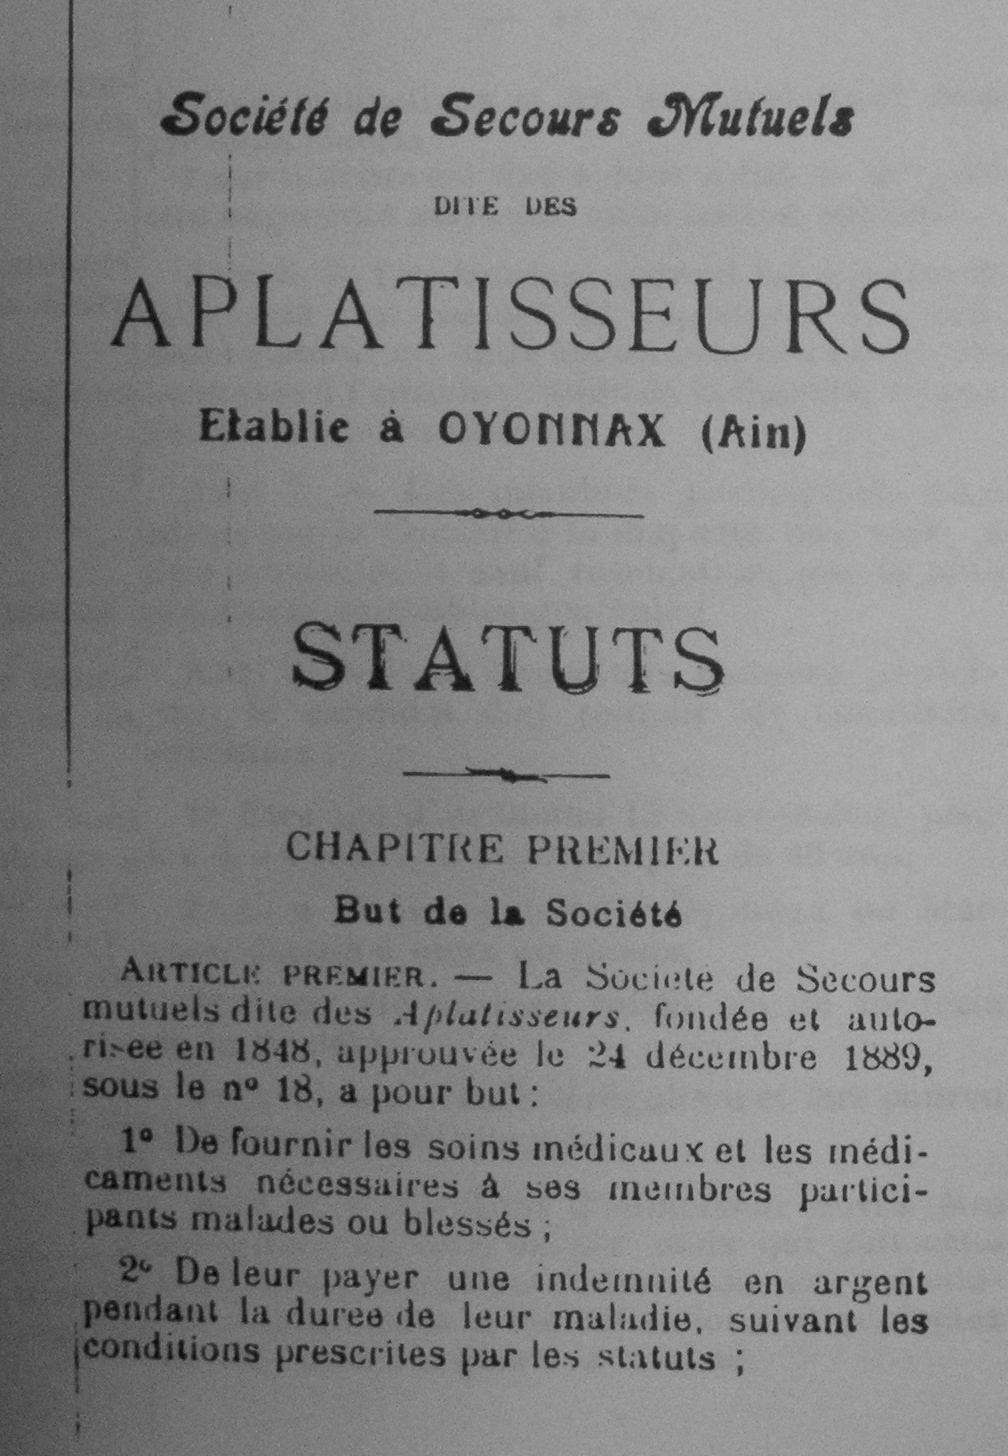 Société de Secours Mutuels
DITE DES
APLATISSEURS
Etablie à OYONNAX (Ain)
STATUTS
CHAPITRE PREMIER
But de la Société
ARTICLE PREMIER. — La Société de Secours
mutuels dite des Aplatisseurs, fondée et auto-
risée en 1848, approuvée le 24 décembre 1889,
sous le nº 18, a pour but :
1º De fournir les soins médicaux et les médi-
caments nécessaires à ses membres partici-
pants malades ou blessés ;
2º De leur payer une indemnité en argent
pendant la durée de leur maladie, suivant les
conditions prescrites par les statuts ;